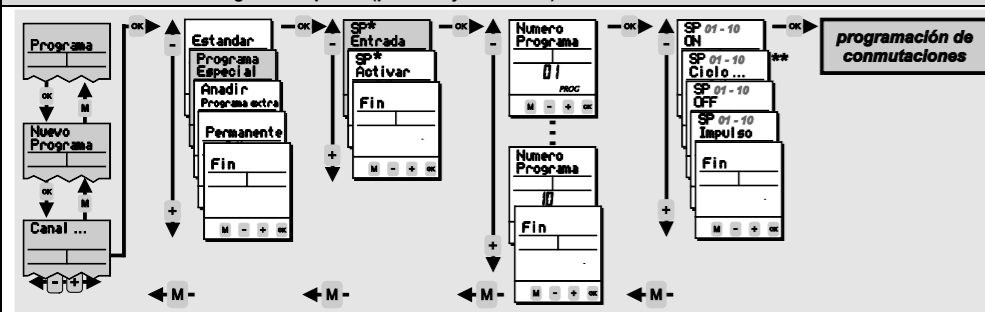 Programa
OK
M
Nuevo
Programa
OK
M
Canal ...
- +
OK
-
+
Estandar
Programa
Especial
Anadir
Programa extra
Permanente
Fin
M - + OK
M
OK
-
+
SP*
Entrada
SP*
Activar
Fin
M - + OK
M
OK
-
+
Numero
Programa
01
PROG
M - + OK
Numero
Programa
10
Fin
M - + OK
M
OK
-
+
SP 01 - 10
ON
SP 01 - 10 **
Ciclo ...
SP 01 - 10
OFF
SP 01 - 10
Impulso
Fin
M - + OK
M
OK
programación de
conmutaciones